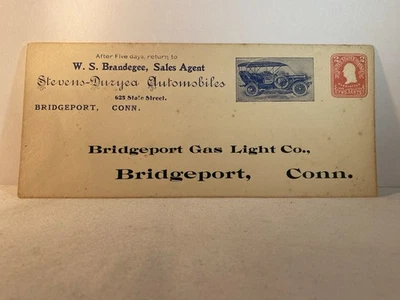 After Five days, return to
W. S. Brandegee, Sales Agent
Stevens-Duryea Automobiles
625 State Street,
BRIDGEPORT, CONN.
Bridgeport Gas Light Co.,
Bridgeport, Conn.